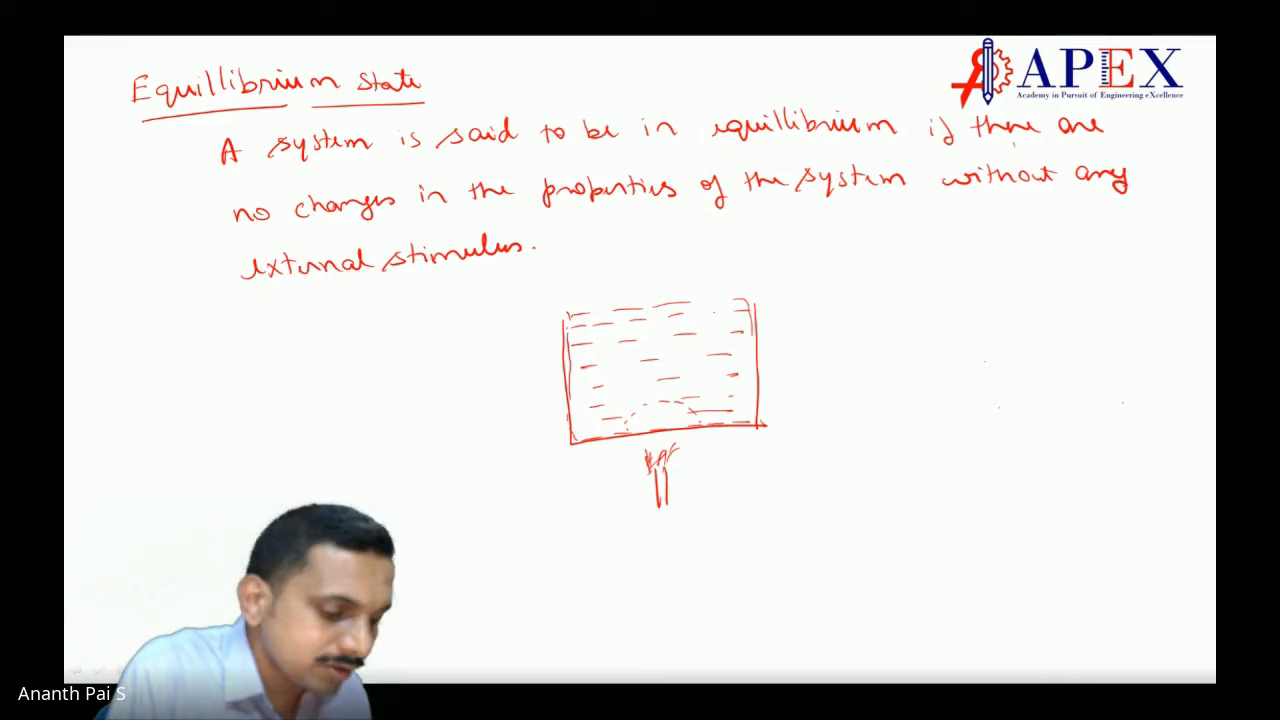 Equillibrium State
APEX
Academy in Pursuit of Engineering eXcellence
A system is said to be in equillibrium if there are
no changes in the properties of the system without any
external stimulus.
Ananth Pai S